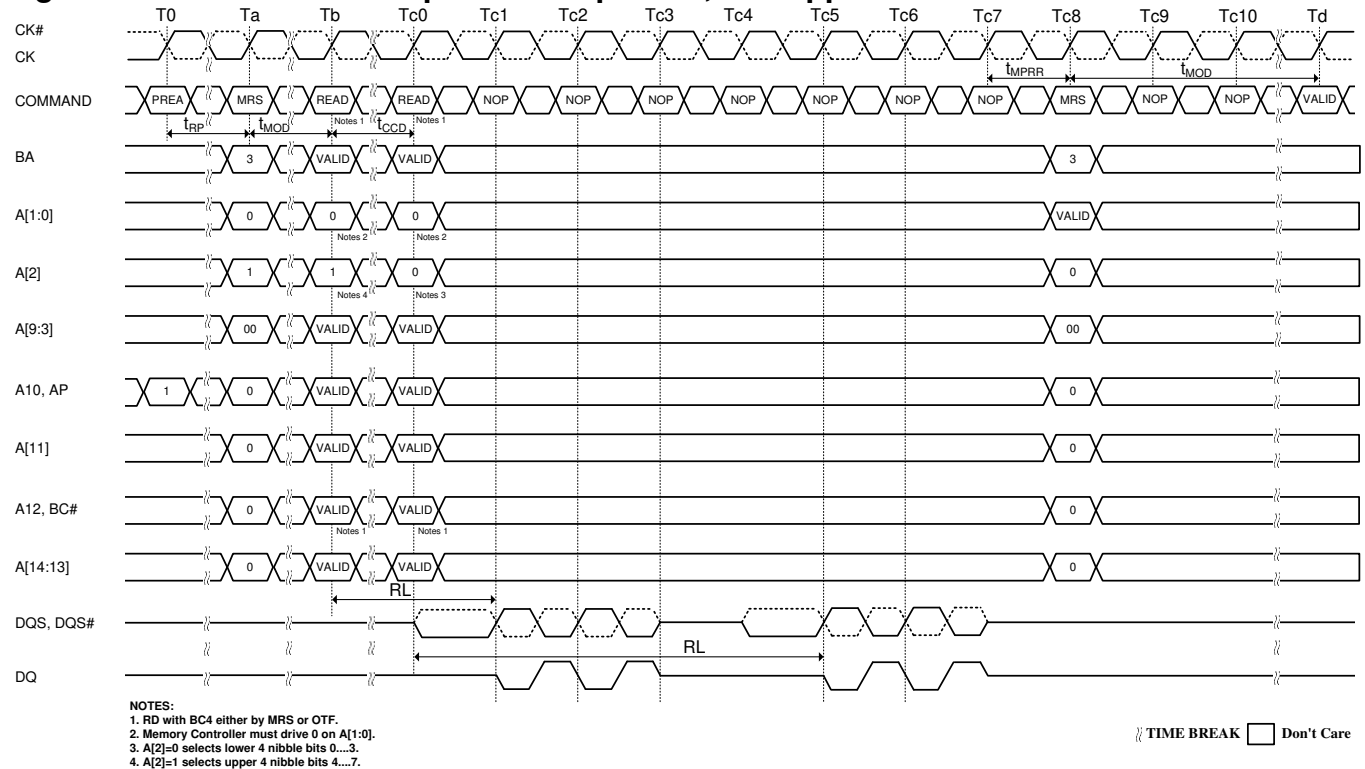 T0 Ta Tb Tc0 Tc1 Tc2 Tc3 Tc4 Tc5 Tc6 Tc7 Tc8 Tc9 Tc10 Td
CK#
CK
tMPRR tMOD
COMMAND PREA MRS READ READ NOP NOP NOP NOP NOP NOP NOP MRS NOP NOP VALID
Notes 1 Notes 1
tRP tMOD tCCD
BA 3 VALID VALID 3
A[1:0] 0 0 0 VALID
Notes 2 Notes 2
A[2] 1 1 0 0
Notes 4 Notes 3
A[9:3] 00 VALID VALID 00
A10, AP 1 0 VALID VALID 0
A[11] 0 VALID VALID 0
A12, BC# 0 VALID VALID 0
Notes 1 Notes 1
A[14:13] 0 VALID VALID 0
RL
DQS, DQS#
RL
DQ
NOTES:
1. RD with BC4 either by MRS or OTF.
2. Memory Controller must drive 0 on A[1:0].
3. A[2]=0 selects lower 4 nibble bits 0....3.
4. A[2]=1 selects upper 4 nibble bits 4....7.
TIME BREAK Don't Care